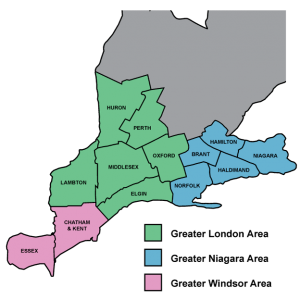 HURON
PERTH
HAMILTON
OXFORD
BRANT
NIAGARA
MIDDLESEX
HALDIMAND
LAMBTON
NORFOLK
ELGIN
CHATHAM
& KENT
ESSEX
Greater London Area
Greater Niagara Area
Greater Windsor Area